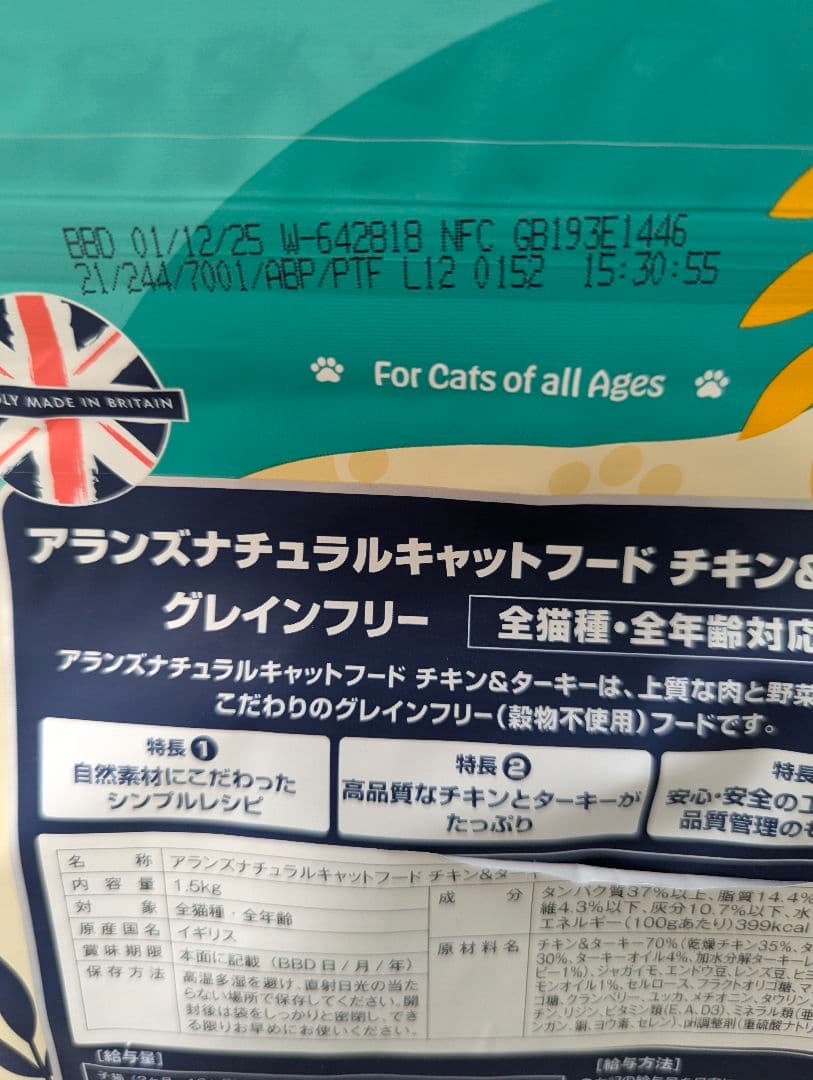 BBD 01/12/25 W-642818 NFC GB193E1446
21/244/7001/ABP/PTF L12 0152 15:30:55
For Cats of all Ages
LY MADE IN BRITAIN
アランズナチュラルキャットフード チキン&
グレインフリー
全猫種・全年齢対応
アランズナチュラルキャットフード チキン&ターキーは、上質な肉と野菜
こだわりのグレインフリー(穀物不使用)フードです。
特長1
自然素材にこだわった
シンプルレシピ
特長2
高品質なチキンとターキーが
たっぷり
特長
安心・安全の工
品質管理のも
名称 アランズナチュラルキャットフード チキン&タ
内容量 1.5kg
対象 全猫種・全年齢
原産国名 イギリス
賞味期限 本面に記載(BBD 日/月/年)
保存方法 高温多湿を避け、直射日光の当た
らない場所で保存してください。開
封後は袋をしっかりと密閉し、でき
る限りお早めにお使いください。
成分 タンパク質37%以上、脂質14.4%
維4.3%以下、灰分10.7%以下、水
エネルギー(100gあたり)399kcal
原材料名 チキン&ターキー70%(乾燥チキン35%、タ
30%、ターキーオイル4%、加水分解ターキーレ
ビー1%)、ジャガイモ、エンドウ豆、レンズ豆、ヒヨ
モンオイル1%、セルロース、フラクトオリゴ糖、マ
ゴ糖、クランベリー、ユッカ、メチオニン、タウリン、
チン、リジン、ビタミン類(E、A、D3)、ミネラル類(亜
ンガン、銅、ヨウ素、セレン)、pH調整剤(重硫酸ナトリ
[給与量]
[給与方法]